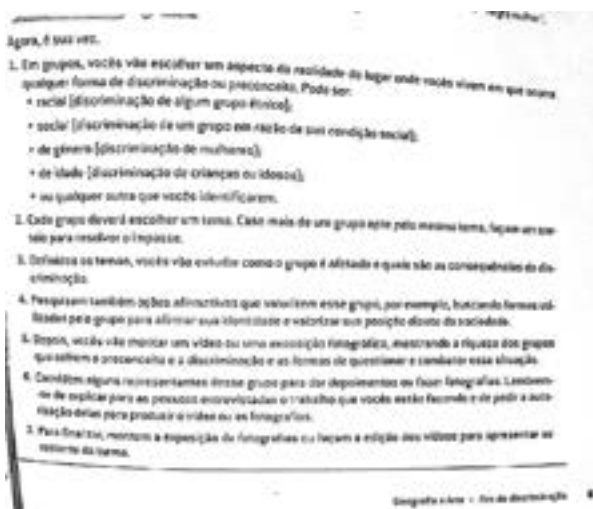 Agora, é sua vez.
1. Em grupos, vocês vão escolher um aspecto da realidade do lugar onde vocês vivem em que ocorra
qualquer forma de discriminação ou preconceito. Pode ser:
• racial [discriminação de algum grupo étnico];
• social [discriminação de um grupo em razão de sua condição social];
• de gênero [discriminação de mulheres];
• de idade [discriminação de crianças ou idosos];
• ou qualquer outra que vocês identificarem.
2. Cada grupo deverá escolher um tema. Caso mais de um grupo opte pelo mesmo tema, façam um sor-
teio para resolver o impasse.
3. Definidos os temas, vocês vão estudar como o grupo é afetado e quais são as consequências da dis-
criminação.
4. Pesquisem também ações afirmativas que valorizem esse grupo, por exemplo, buscando formas uti-
lizadas pelo grupo para afirmar sua identidade e valorizar sua posição diante da sociedade.
5. Depois, vocês vão montar um vídeo ou uma exposição fotográfica, mostrando a riqueza dos grupos
que sofrem o preconceito e a discriminação e as formas de questionar e combater essa situação.
6. Convidem alguns representantes desse grupo para dar depoimentos ou fazer fotografias. Lembrem-
-se de explicar para as pessoas entrevistadas o trabalho que vocês estão fazendo e de pedir a auto-
rização delas para produzir o vídeo ou as fotografias.
7. Para finalizar, montem a exposição de fotografias ou façam a edição dos vídeos para apresentar ao
restante da turma.
Geografia e Arte • Fim da discriminação